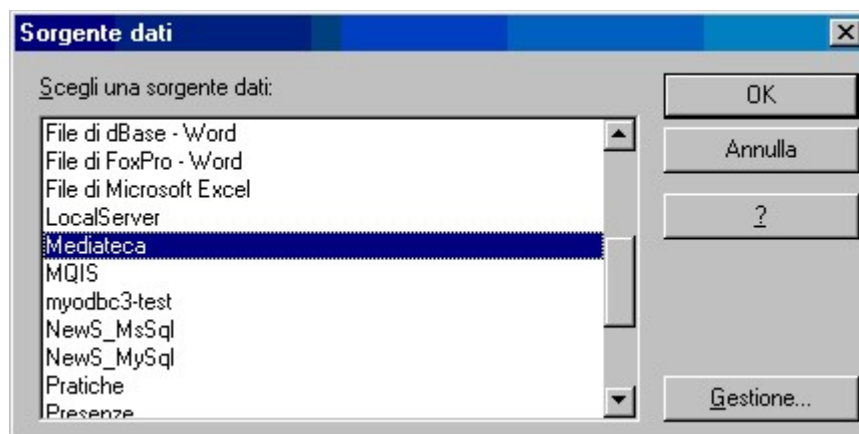 Sorgente dati
Scegli una sorgente dati:
File di dBase - Word
File di FoxPro - Word
File di Microsoft Excel
LocalServer
Mediateca
MQIS
myodbc3-test
NewS_MsSql
NewS_MySql
Pratiche
Presenze
OK
Annulla
?
Gestione...